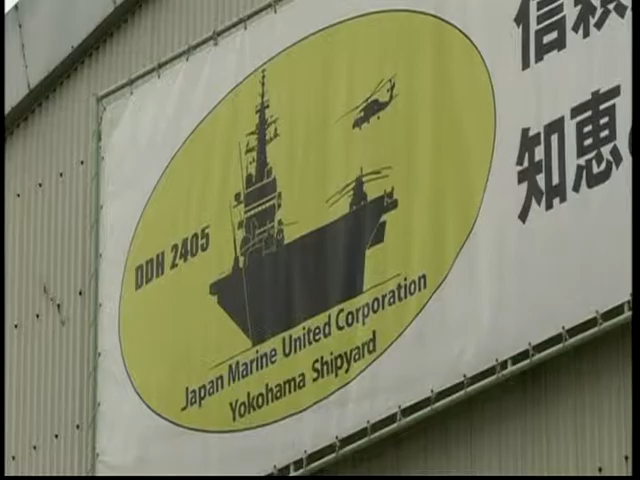 信頼
知恵
DDH 2405
Japan Marine United Corporation
Yokohama Shipyard